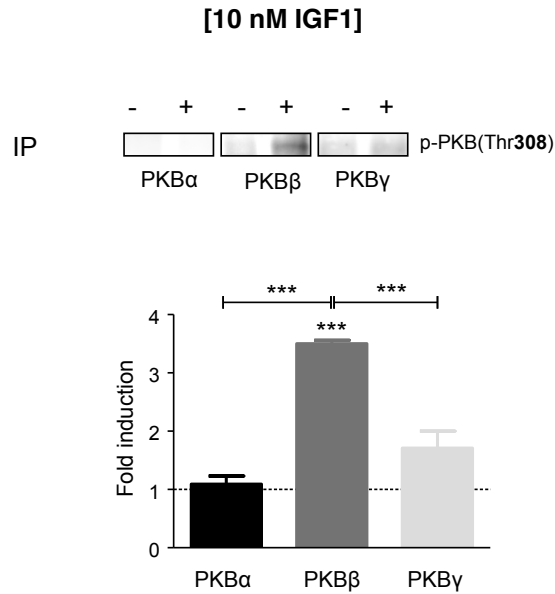 [10 nM IGF1]
- + - + - +
IP
p-PKB(Thr308)
PKBα PKBβ PKBγ
*** ***
***
Fold induction
4
3
2
1
0
PKBα PKBβ PKBγ